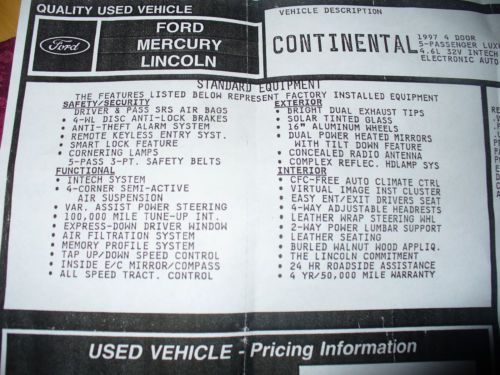 QUALITY USED VEHICLE
Ford
FORD
MERCURY
LINCOLN
VEHICLE DESCRIPTION
CONTINENTAL
1997 4 DOOR
5-PASSENGER LUXU
4.6L 32V INTECH
ELECTRONIC AUTO
STANDARD EQUIPMENT
THE FEATURES LISTED BELOW REPRESENT FACTORY INSTALLED EQUIPMENT
SAFETY/SECURITY
DRIVER & PASS SRS AIR BAGS
• 4-WL DISC ANTI-LOCK BRAKES
• ANTI-THEFT ALARM SYSTEM
• REMOTE KEYLESS ENTRY SYST.
• SMART LOCK FEATURE
• CORNERING LAMPS
5-PASS 3-PT. SAFETY BELTS
FUNCTIONAL
• INTECH SYSTEM
• 4-CORNER SEMI-ACTIVE
AIR SUSPENSION
• VAR. ASSIST POWER STEERING
• 100,000 MILE TUNE-UP INT.
• EXPRESS-DOWN DRIVER WINDOW
• AIR FILTRATION SYSTEM
• MEMORY PROFILE SYSTEM
• TAP UP/DOWN SPEED CONTROL
• INSIDE E/C MIRROR/COMPASS
• ALL SPEED TRACT. CONTROL
EXTERIOR
• BRIGHT DUAL EXHAUST TIPS
• SOLAR TINTED GLASS
• 16" ALUMINUM WHEELS
• DUAL POWER HEATED MIRRORS
WITH TILT DOWN FEATURE
• CONCEALED RADIO ANTENNA
• COMPLEX REFLEC. HDLAMP SYS
INTERIOR
• CFC-FREE AUTO CLIMATE CTRL
• VIRTUAL IMAGE INST CLUSTER
• EASY ENT/EXIT DRIVERS SEAT
• 4-WAY ADJUSTABLE HEADRESTS
• LEATHER WRAP STEERING WHL
• 2-WAY POWER LUMBAR SUPPORT
• LEATHER SEATING
• BURLED WALNUT WOOD APPLIQ.
• THE LINCOLN COMMITMENT
• 24 HR ROADSIDE ASSISTANCE
• 4 YR/50,000 MILE WARRANTY
USED VEHICLE - Pricing Information